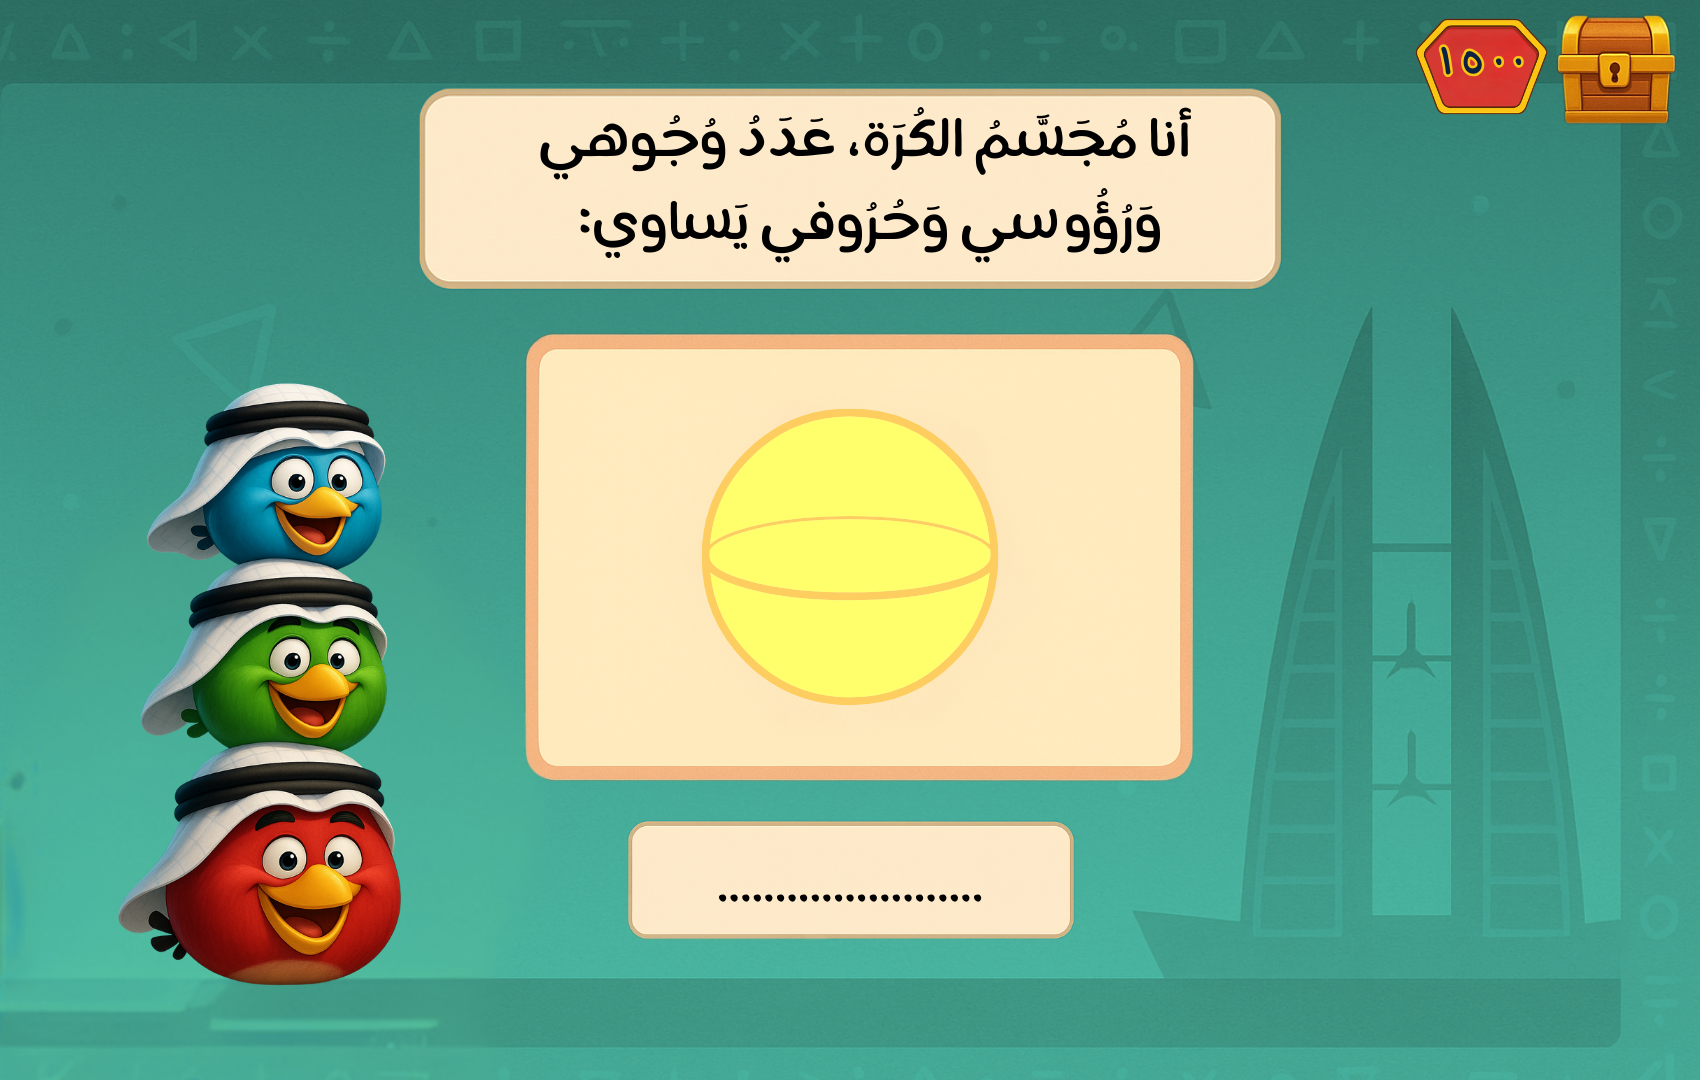 ١٥٠٠
أنا مُجَسَّمُ الكُرَة، عَدَدُ وُجُوهي
وَرُؤُوسي وَحُرُوفي يَساوي:
.......................